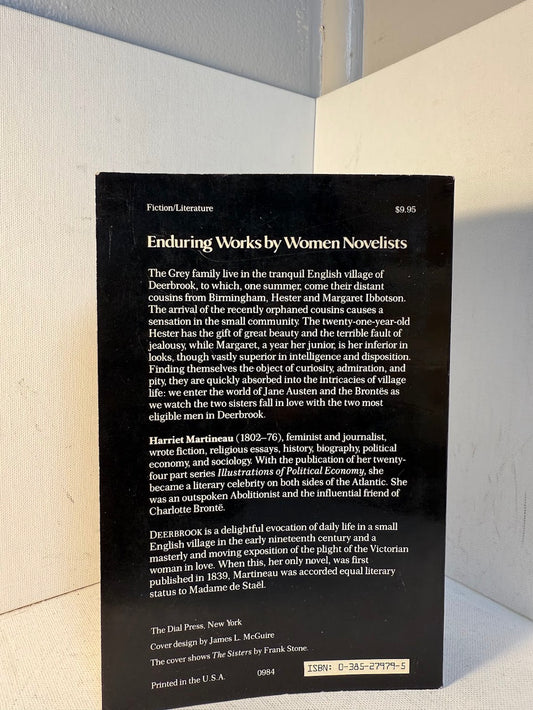 Fiction/Literature
$9.95
Enduring Works by Women Novelists
The Grey family live in the tranquil English village of
Deerbrook, to which, one summer, come their distant
cousins from Birmingham, Hester and Margaret Ibbotson.
The arrival of the recently orphaned cousins causes a
sensation in the small community. The twenty-one-year-old
Hester has the gift of great beauty and the terrible fault of
jealousy, while Margaret, a year her junior, is her inferior in
looks, though vastly superior in intelligence and disposition.
Finding themselves the object of curiosity, admiration, and
pity, they are quickly absorbed into the intricacies of village
life: we enter the world of Jane Austen and the Brontës as
we watch the two sisters fall in love with the two most
eligible men in Deerbrook.
Harriet Martineau (1802–76), feminist and journalist,
wrote fiction, religious essays, history, biography, political
economy, and sociology. With the publication of her twenty-
four part series Illustrations of Political Economy, she
became a literary celebrity on both sides of the Atlantic. She
was an outspoken Abolitionist and the influential friend of
Charlotte Brontë.
DEERBROOK is a delightful evocation of daily life in a small
English village in the early nineteenth century and a
masterly and moving exposition of the plight of the Victorian
woman in love. When this, her only novel, was first
published in 1839, Martineau was accorded equal literary
status to Madame de Staël.
The Dial Press, New York
Cover design by James L. McGuire
The cover shows The Sisters by Frank Stone.
Printed in the U.S.A.
0984
ISBN: 0-385-27979-5